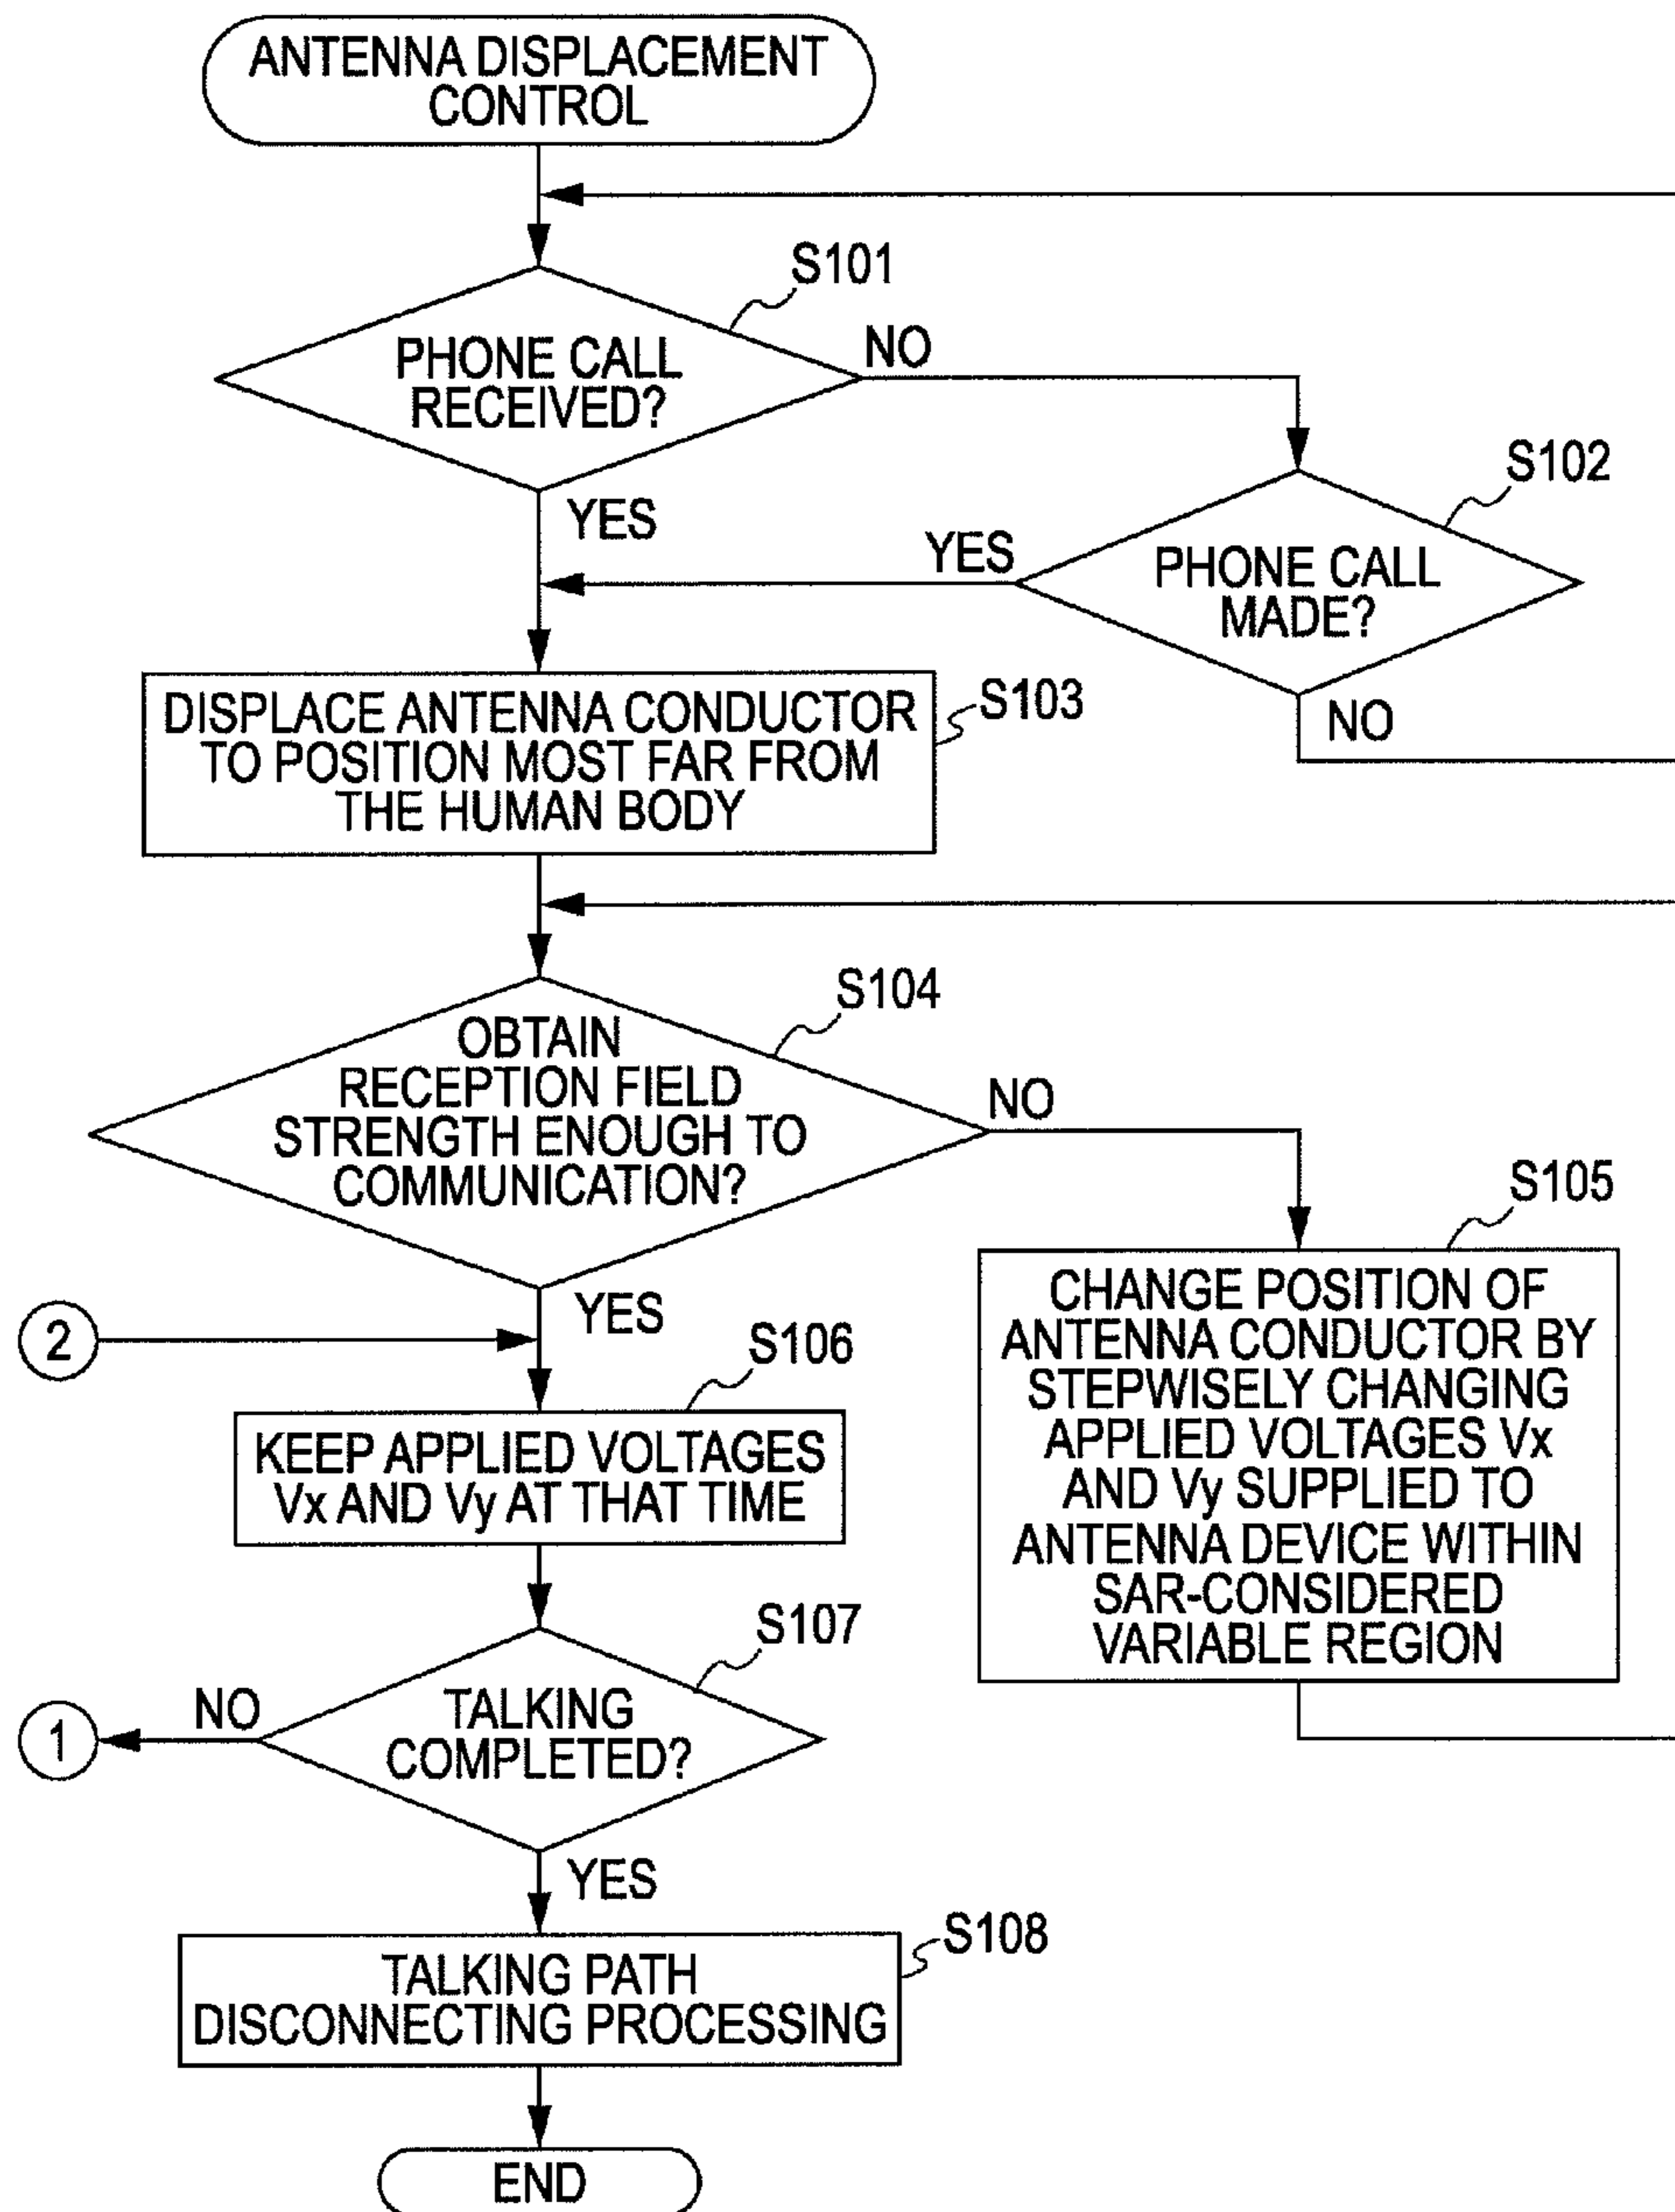 ANTENNA DISPLACEMENT
CONTROL
S101
PHONE CALL
RECEIVED?
NO
S102
YES
YES
PHONE CALL
MADE?
NO
S103
DISPLACE ANTENNA CONDUCTOR
TO POSITION MOST FAR FROM
THE HUMAN BODY
S104
OBTAIN
RECEPTION FIELD
STRENGTH ENOUGH TO
COMMUNICATION?
NO
YES
S105
CHANGE POSITION OF
ANTENNA CONDUCTOR BY
STEPWISELY CHANGING
APPLIED VOLTAGES Vx
AND Vy SUPPLIED TO
ANTENNA DEVICE WITHIN
SAR-CONSIDERED
VARIABLE REGION
2
S106
KEEP APPLIED VOLTAGES
Vx AND Vy AT THAT TIME
S107
TALKING
COMPLETED?
NO
1
YES
S108
TALKING PATH
DISCONNECTING PROCESSING
END